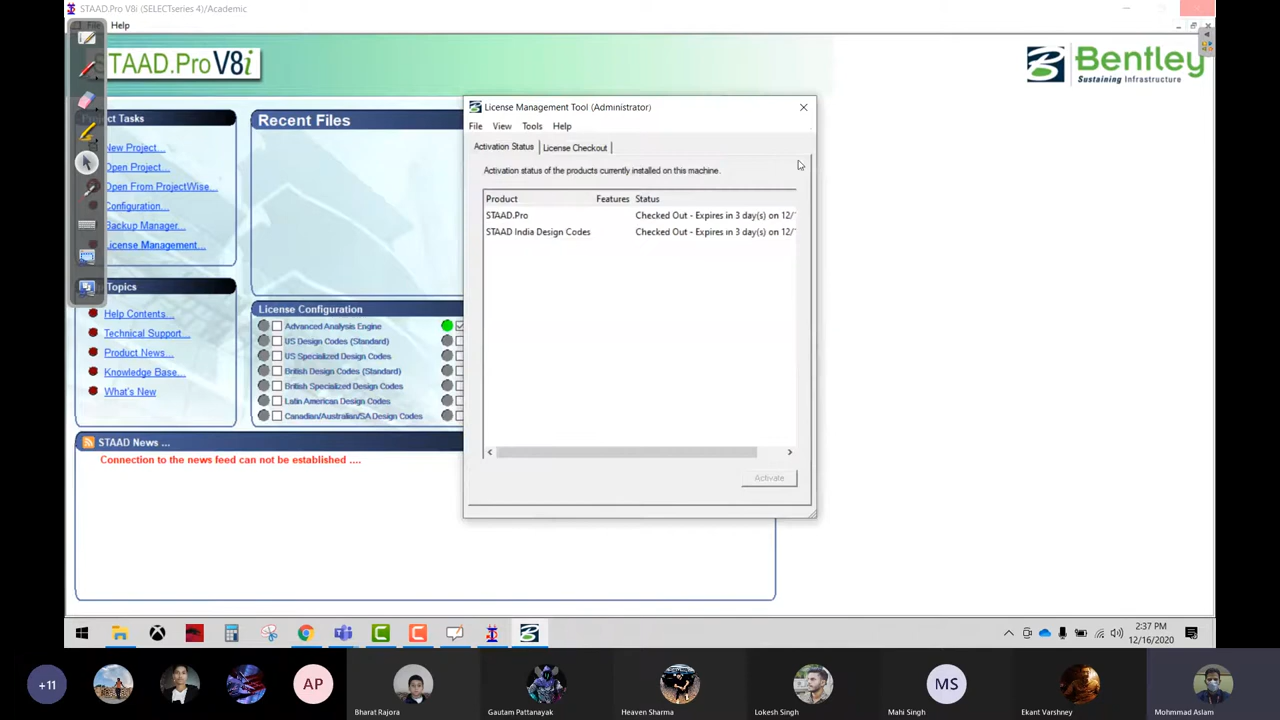 STAAD.Pro V8i (SELECTseries 4)/Academic
Help
STAAD.Pro V8i
Bentley
Sustaining Infrastructure
Project Tasks
New Project...
Open Project...
Open From ProjectWise...
Configuration...
Backup Manager...
License Management...
Topics
Help Contents...
Technical Support...
Product News...
Knowledge Base...
What's New
Recent Files
License Configuration
Advanced Analysis Engine
US Design Codes (Standard)
US Specialized Design Codes
British Design Codes (Standard)
British Specialized Design Codes
Latin American Design Codes
Canadian/Australian/SA Design Codes
STAAD News ...
Connection to the news feed can not be established ....
License Management Tool (Administrator)
File View Tools Help
Activation Status License Checkout
Activation status of the products currently installed on this machine.
Product Features Status
STAAD.Pro Checked Out - Expires in 3 day(s) on 12/
STAAD India Design Codes Checked Out - Expires in 3 day(s) on 12/
Activate
2:37 PM
12/16/2020
+11
AP
MS
Bharat Rajora
Gautam Pattanayak
Heaven Sharma
Lokesh Singh
Mahi Singh
Ekant Varshney
Mohmmad Aslam